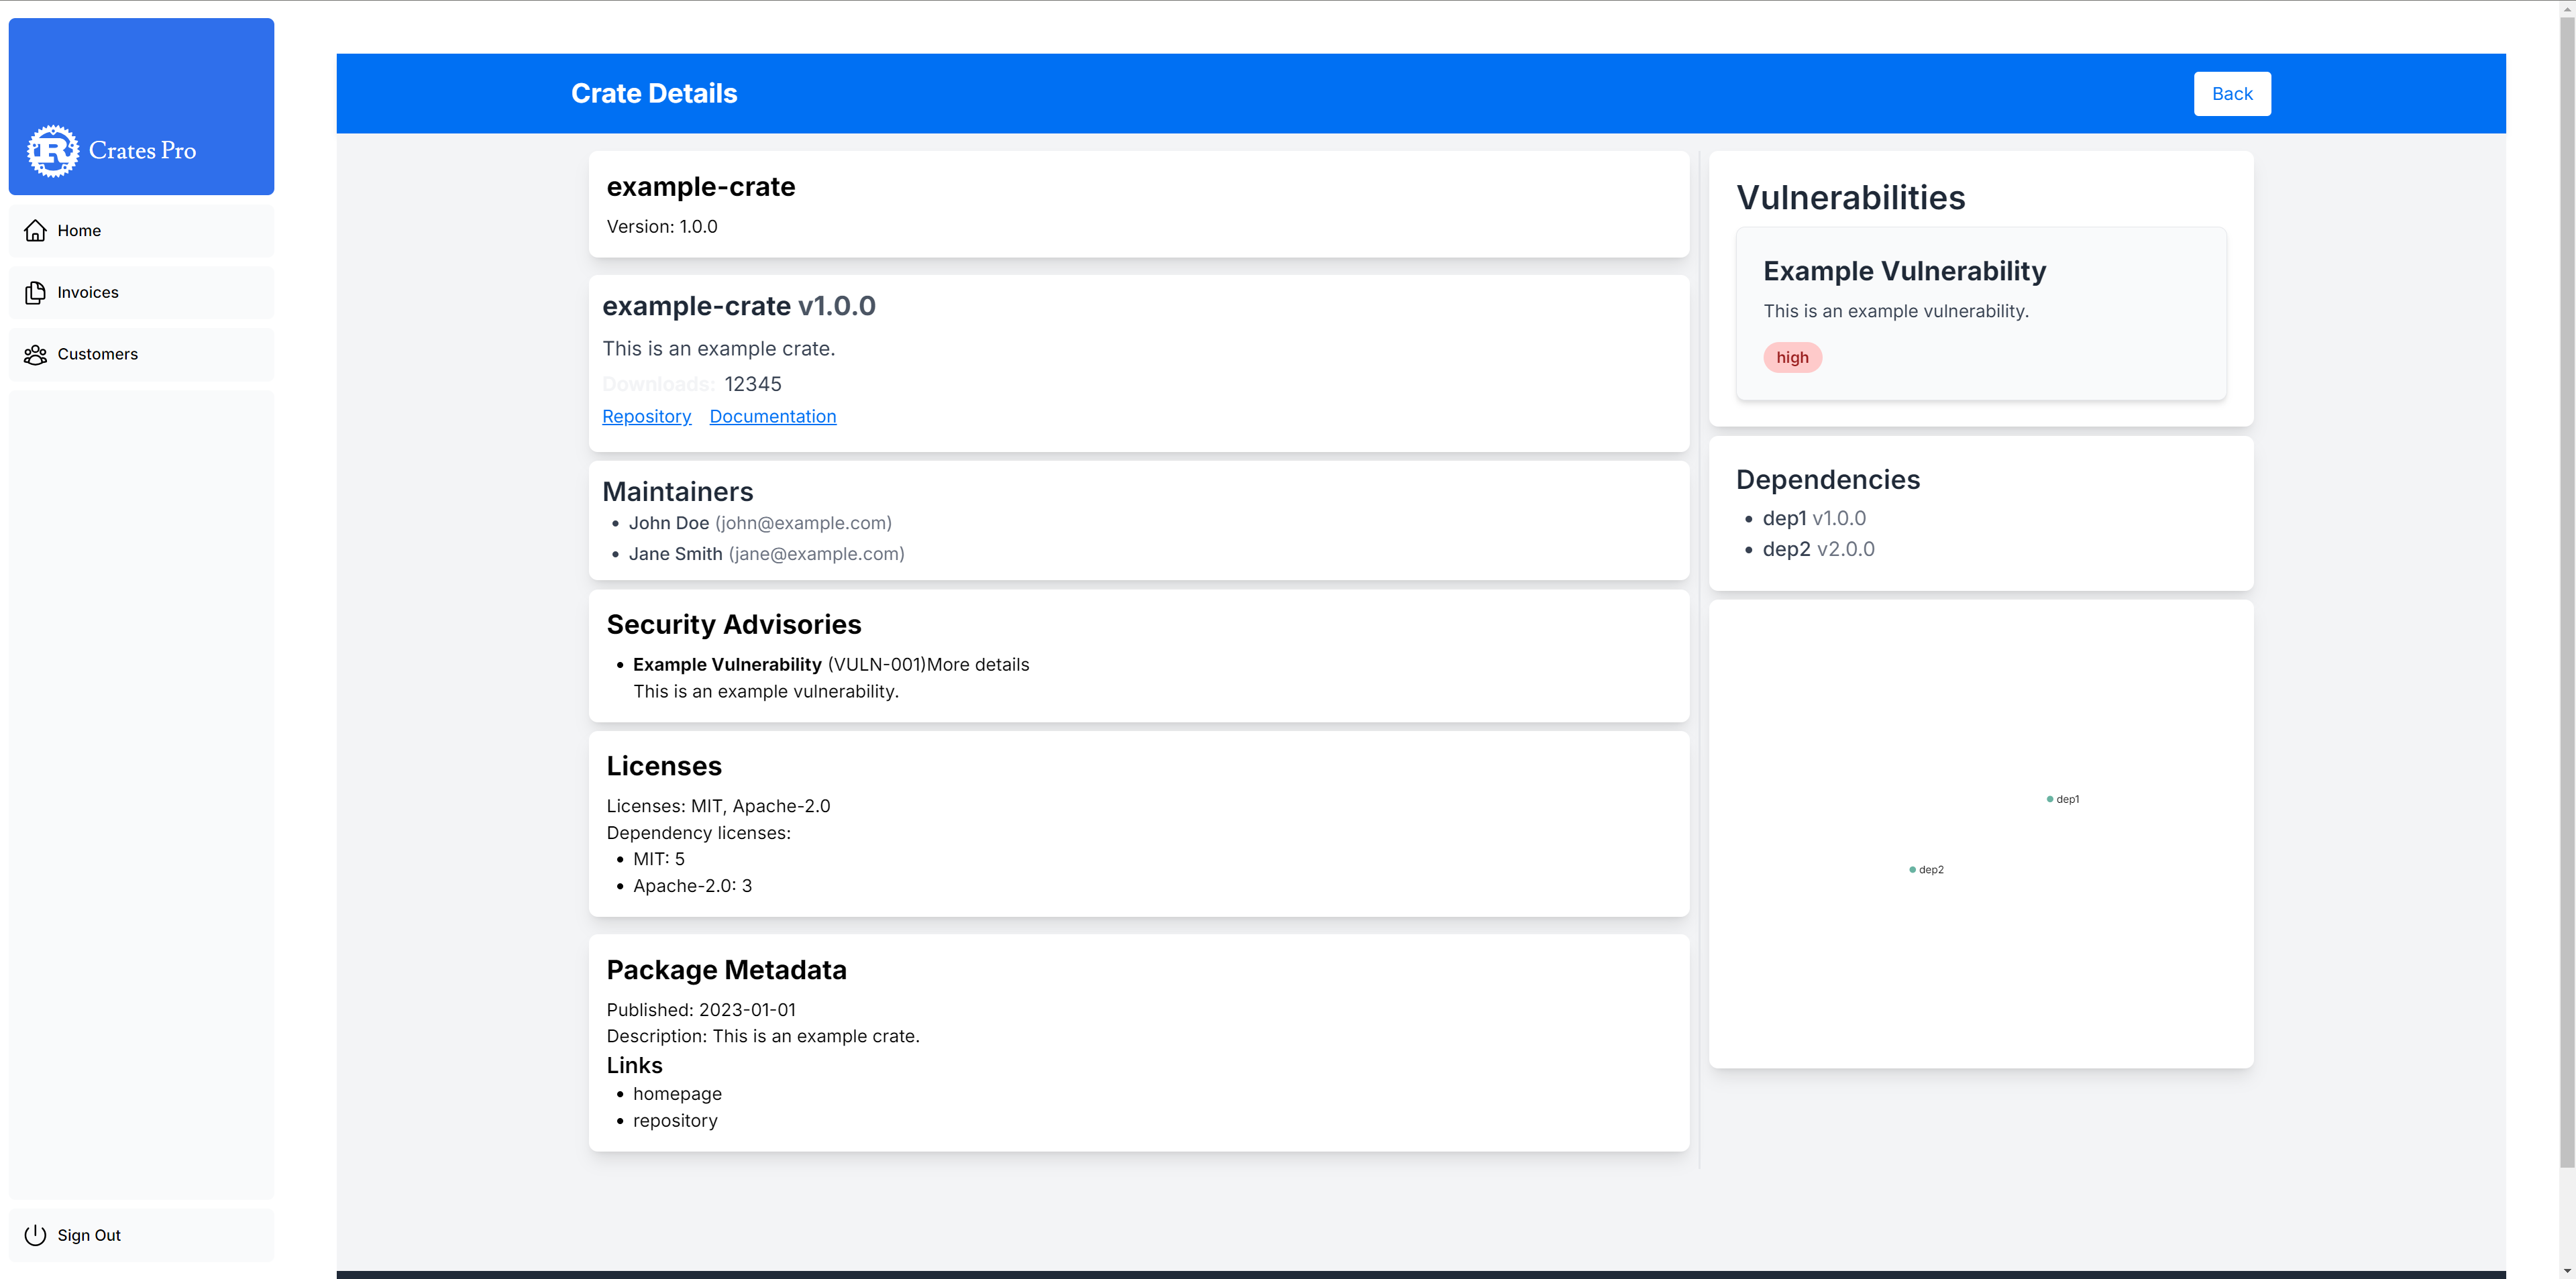 Crates Pro
Home
Invoices
Customers
Sign Out
Crate Details
Back
example-crate
Version: 1.0.0
example-crate v1.0.0
This is an example crate.
Downloads: 12345
Repository Documentation
Maintainers
John Doe (john@example.com)
Jane Smith (jane@example.com)
Security Advisories
Example Vulnerability (VULN-001)More details
This is an example vulnerability.
Licenses
Licenses: MIT, Apache-2.0
Dependency licenses:
MIT: 5
Apache-2.0: 3
Package Metadata
Published: 2023-01-01
Description: This is an example crate.
Links
homepage
repository
Vulnerabilities
Example Vulnerability
This is an example vulnerability.
high
Dependencies
dep1 v1.0.0
dep2 v2.0.0
dep1
dep2